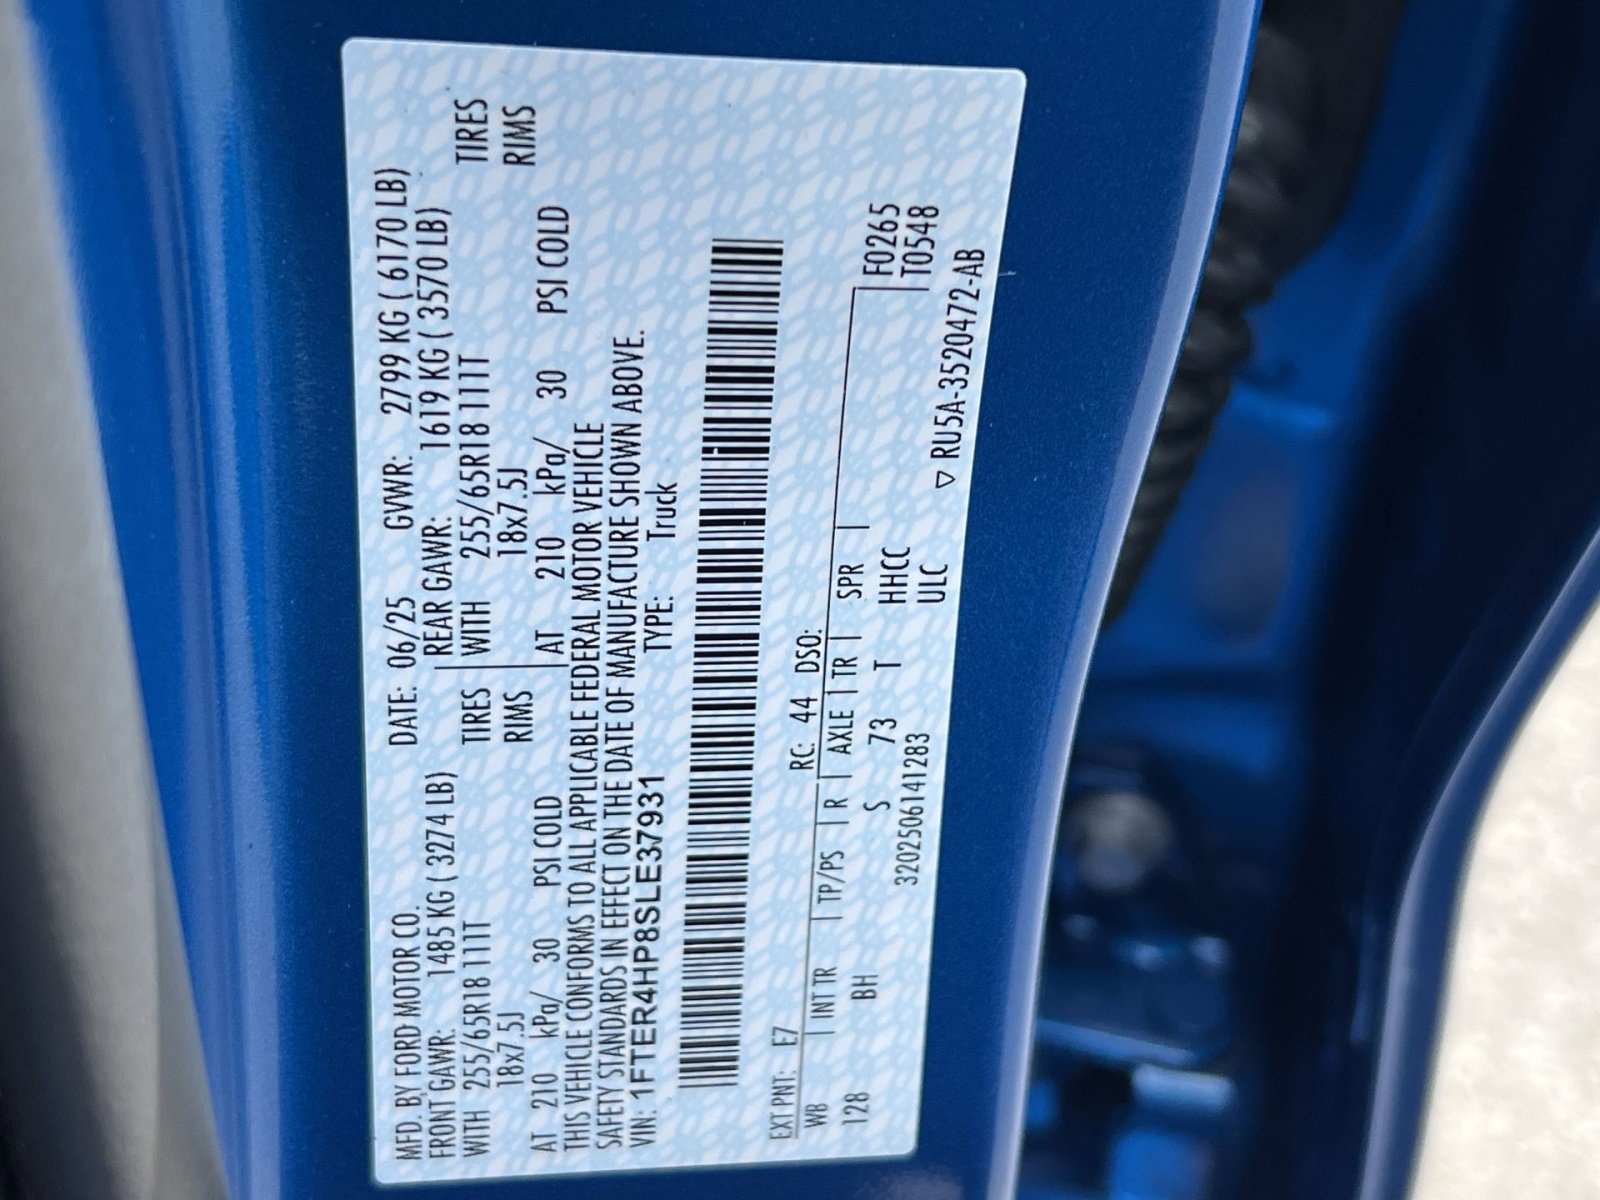 MFD. BY FORD MOTOR CO. DATE: 06/25 GVWR: 2799 KG ( 6170 LB)
FRONT GAWR: 1485 KG ( 3274 LB) REAR GAWR: 1619 KG ( 3570 LB)
WITH 255/65R18 111T TIRES WITH 255/65R18 111T TIRES
18x7.5J RIMS 18x7.5J RIMS
AT 210 kPa/ 30 PSI COLD AT 210 kPa/ 30 PSI COLD
THIS VEHICLE CONFORMS TO ALL APPLICABLE FEDERAL MOTOR VEHICLE
SAFETY STANDARDS IN EFFECT ON THE DATE OF MANUFACTURE SHOWN ABOVE.
VIN: 1FTER4HP8SLE37931 TYPE: Truck
EXT PNT: E7 RC: 44 DSO:
WB | INT TR | TP/PS | R | AXLE | TR | SPR | F0265
128 BH S 73 T HHCC T0548
3202506141283 ULC ▽ RU5A-3520472-AB